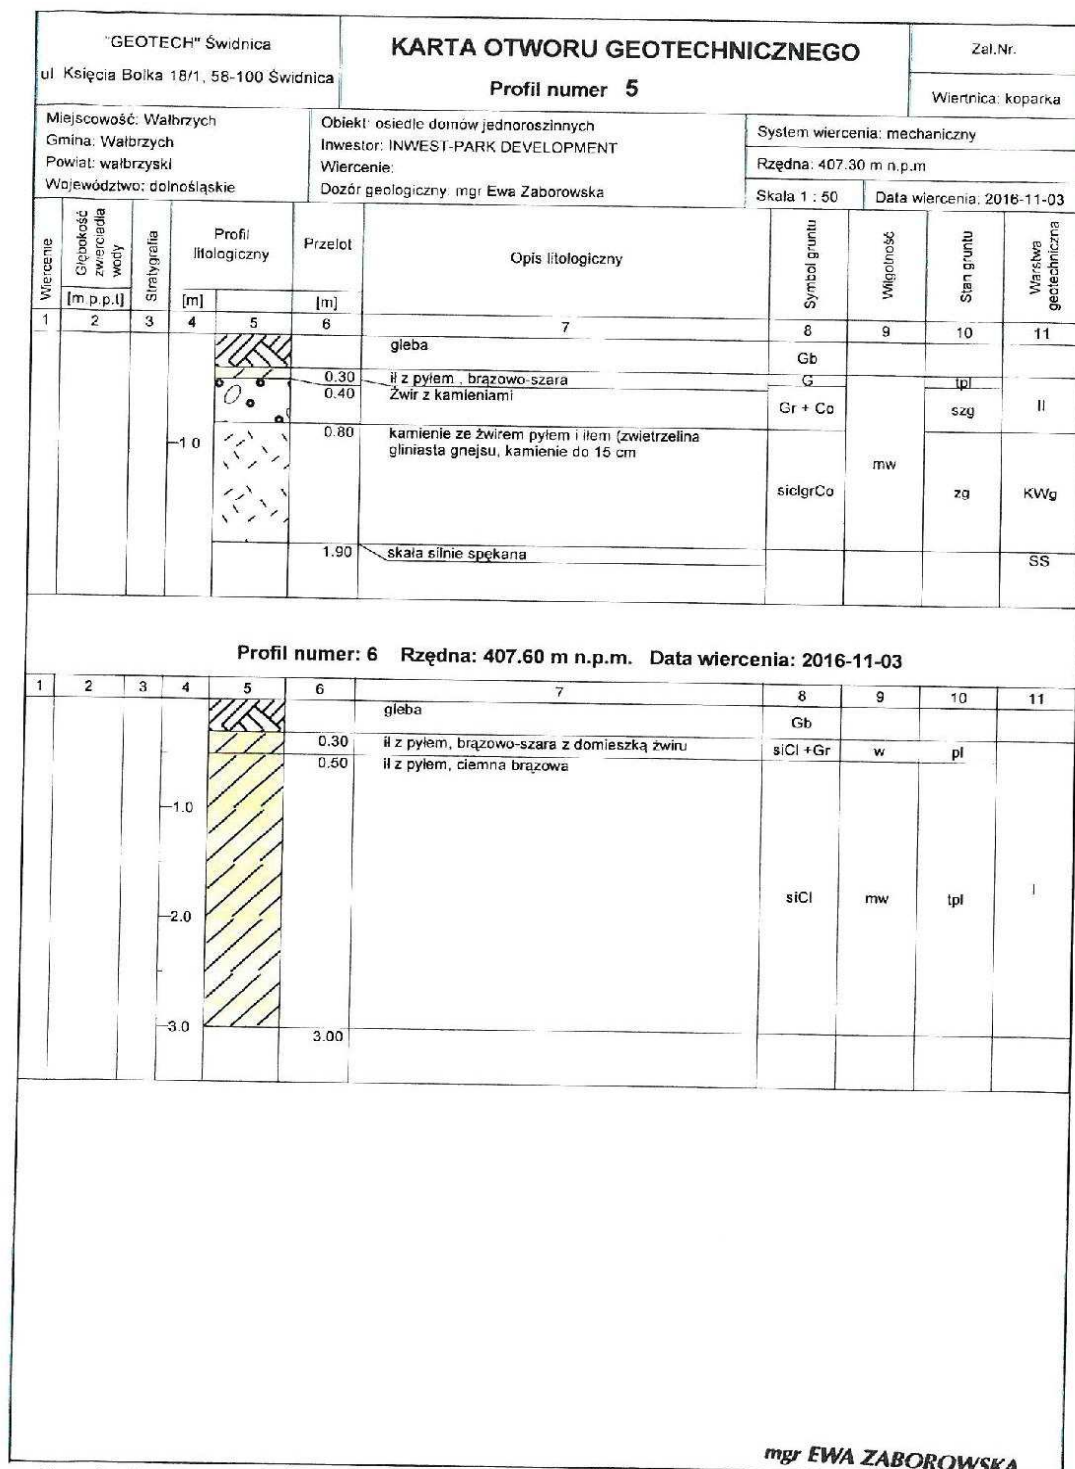 "GEOTECH" Świdnica
ul Księcia Bolka 18/1, 58-100 Świdnica
KARTA OTWORU GEOTECHNICZNEGO
Profil numer 5
Zal.Nr.
Wiertnica: koparka
Miejscowość: Wałbrzych
Gmina: Wałbrzych
Powiat: wałbrzyski
Województwo: dolnośląskie
Obiekt: osiedle domów jednoroszinnych
Inwestor: INWEST-PARK DEVELOPMENT
Wiercenie:
Dozór geologiczny: mgr Ewa Zaborowska
System wiercenia: mechaniczny
Rzędna: 407.30 m n.p.m
Skala 1 : 50
Data wiercenia: 2016-11-03
Wiercenie
Głębokość zwierciadła wody
[m.p.p.t]
Stratygrafia
Profil litologiczny
[m]
Przelot
[m]
Opis litologiczny
Symbol gruntu
Wilgotność
Stan gruntu
Warstwa geotechniczna
1 2 3 4 5 6 7 8 9 10 11
gleba Gb
0.30 ił z pyłem , brązowo-szara G tpl
0.40 Żwir z kamieniami Gr + Co szg II
1.0
0.80 kamienie ze żwirem pyłem i iłem (zwietrzelina
gliniasta gnejsu, kamienie do 15 cm
siclgrCo mw zg KWg
1.90 skała silnie spękana SS
Profil numer: 6 Rzędna: 407.60 m n.p.m. Data wiercenia: 2016-11-03
1 2 3 4 5 6 7 8 9 10 11
gleba Gb
0.30 ił z pyłem, brązowo-szara z domieszką żwiru siCl +Gr w pl
0.50 ił z pyłem, ciemna brązowa
1.0
siCl mw tpl I
2.0
3.0
3.00
mgr EWA ZABOROWSKA